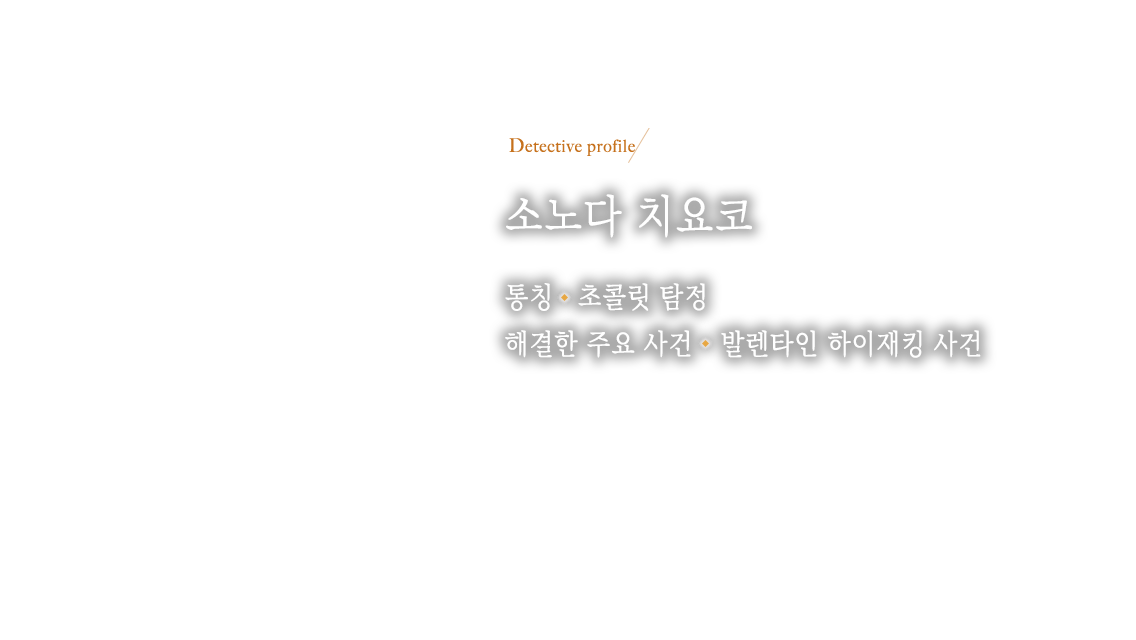 Detective profile
소노다 치요코
통칭◆초콜릿 탐정
해결한 주요 사건◆발렌타인 하이재킹 사건